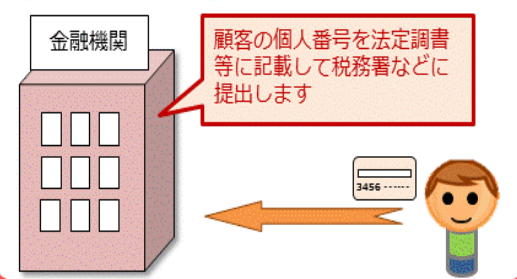 金融機関
顧客の個人番号を法定調書
等に記載して税務署などに
提出します
3456 ------